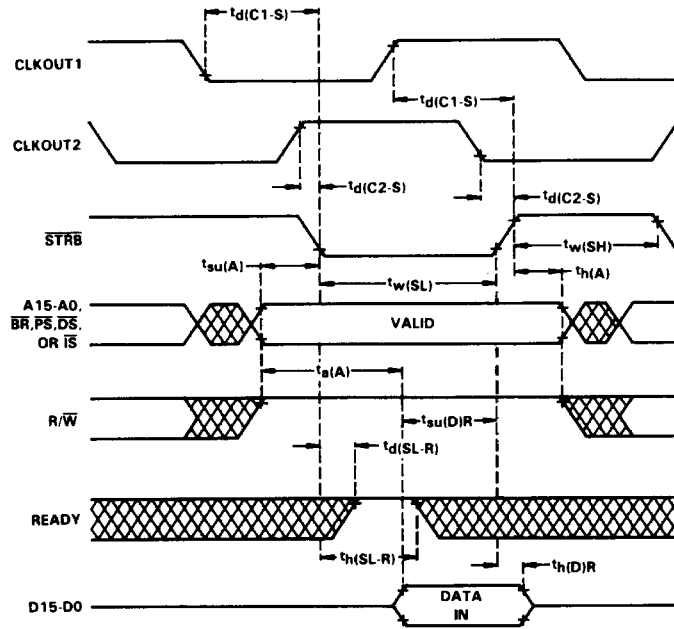 td(C1-S)
CLKOUT1
td(C1-S)
CLKOUT2
td(C2-S)
td(C2-S)
STRB
tw(SH)
tsu(A)
th(A)
tw(SL)
A15-A0,
BR,PS,DS,
OR IS
VALID
ta(A)
R/W
tsu(D)R
td(SL-R)
READY
th(SL-R)
th(D)R
D15-D0
DATA
IN